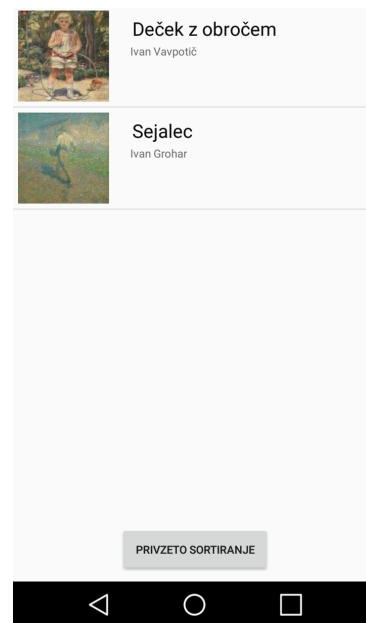 Deček z obročem
Ivan Vavpotič
Sejalec
Ivan Grohar
PRIVZETO SORTIRANJE